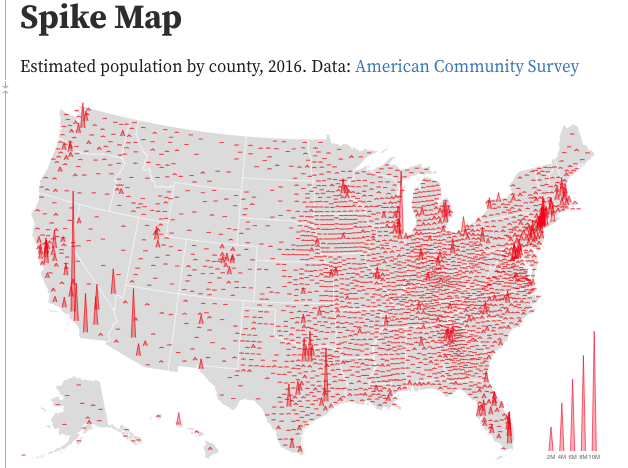 Spike Map
Estimated population by county, 2016. Data: American Community Survey
2M 4M 6M 8M 10M